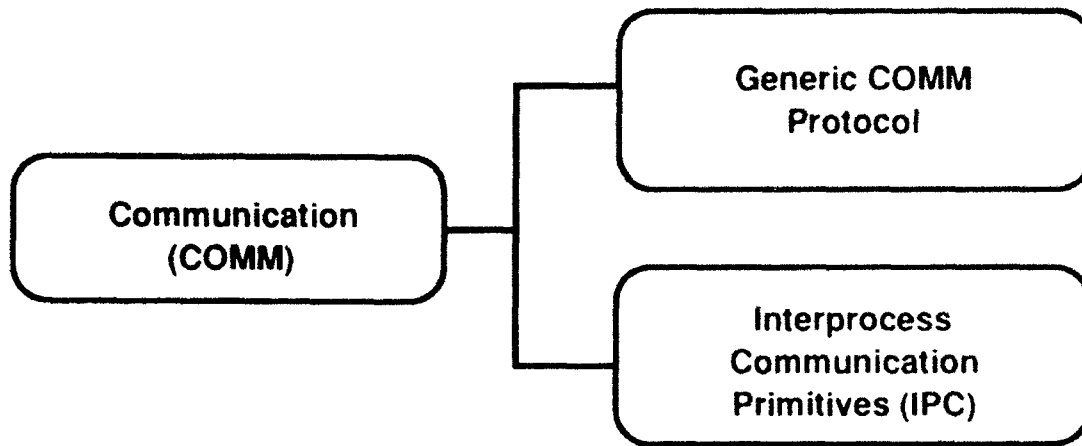 Generic COMM
Protocol
Communication
(COMM)
Interprocess
Communication
Primitives (IPC)